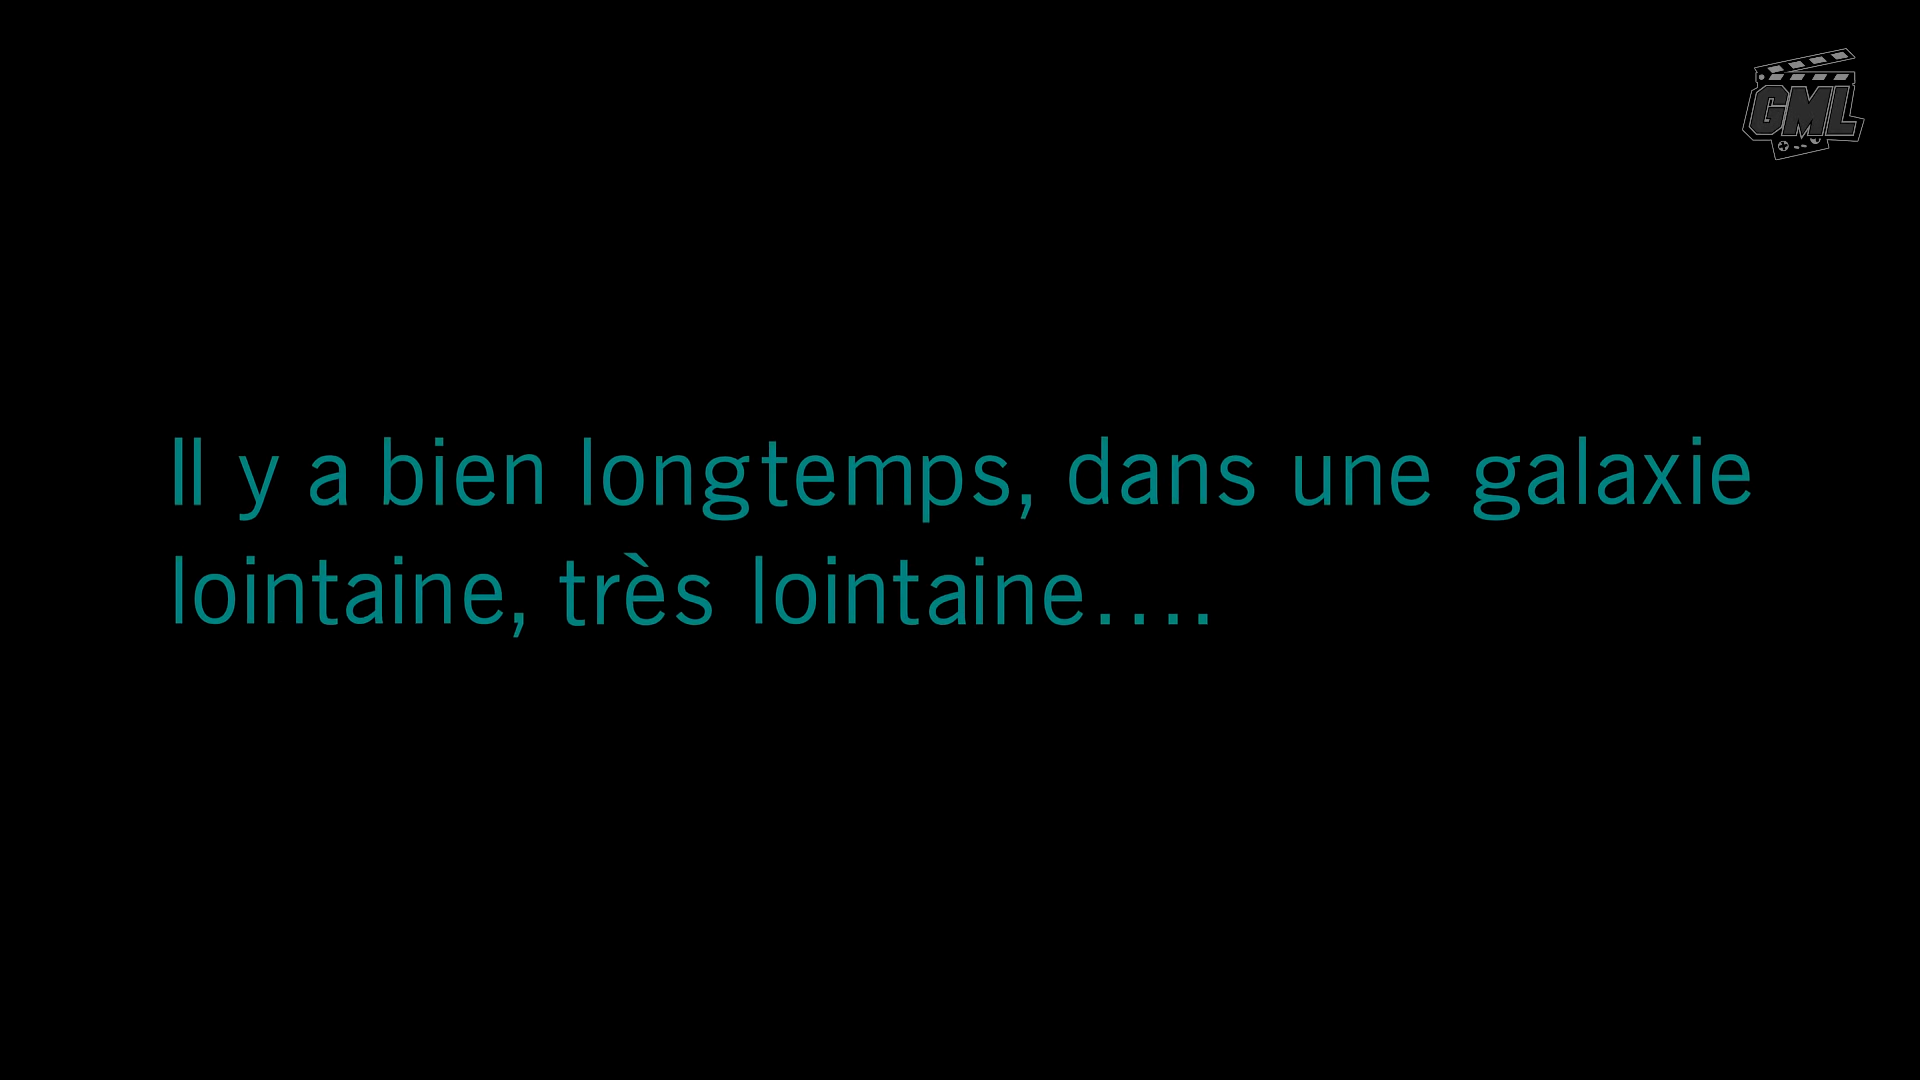 GML
Il y a bien longtemps, dans une galaxie
lointaine, très lointaine....